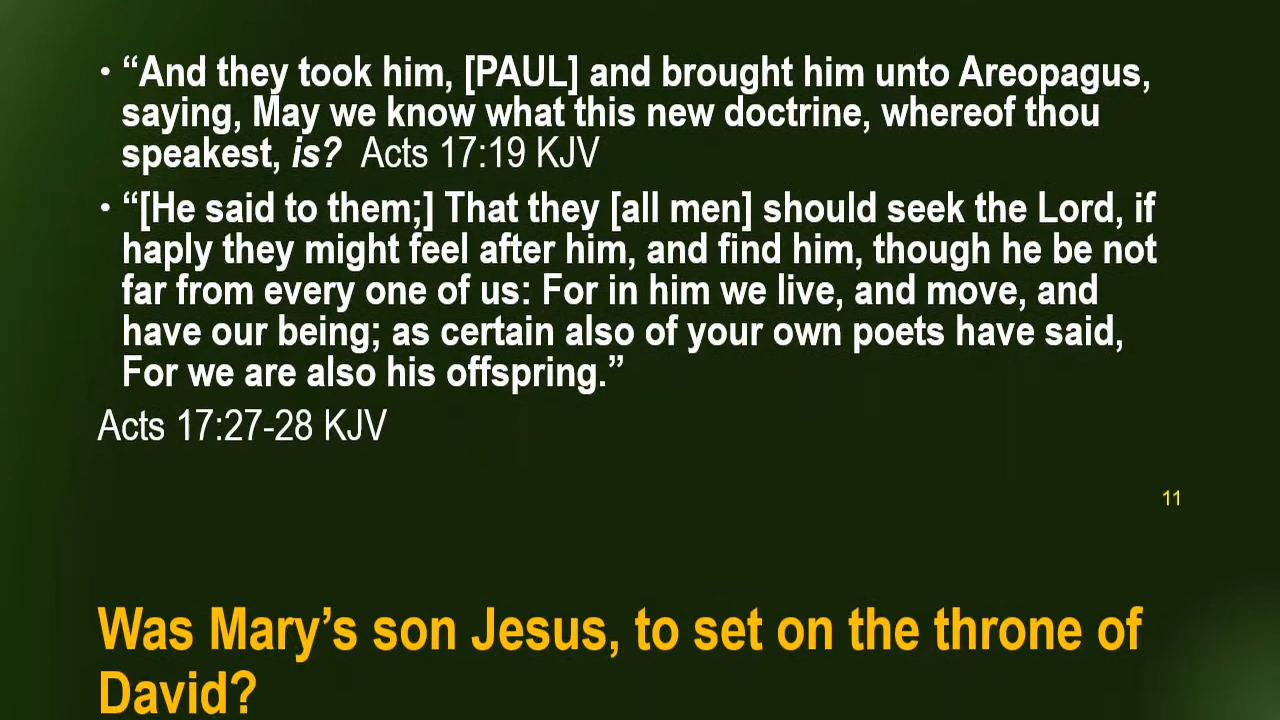 • “And they took him, [PAUL] and brought him unto Areopagus,
saying, May we know what this new doctrine, whereof thou
speakest, is? Acts 17:19 KJV
• “[He said to them;] That they [all men] should seek the Lord, if
haply they might feel after him, and find him, though he be not
far from every one of us: For in him we live, and move, and
have our being; as certain also of your own poets have said,
For we are also his offspring.”
Acts 17:27-28 KJV
11
Was Mary’s son Jesus, to set on the throne of
David?